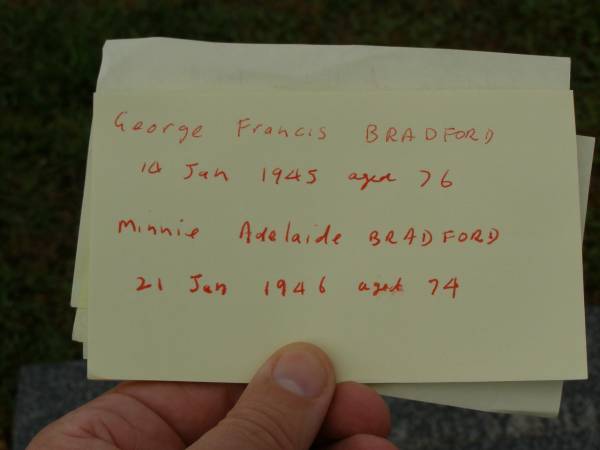 George Francis BRADFORD
14 Jan 1945 aged 76
Minnie Adelaide BRADFORD
21 Jan 1946 aged 74